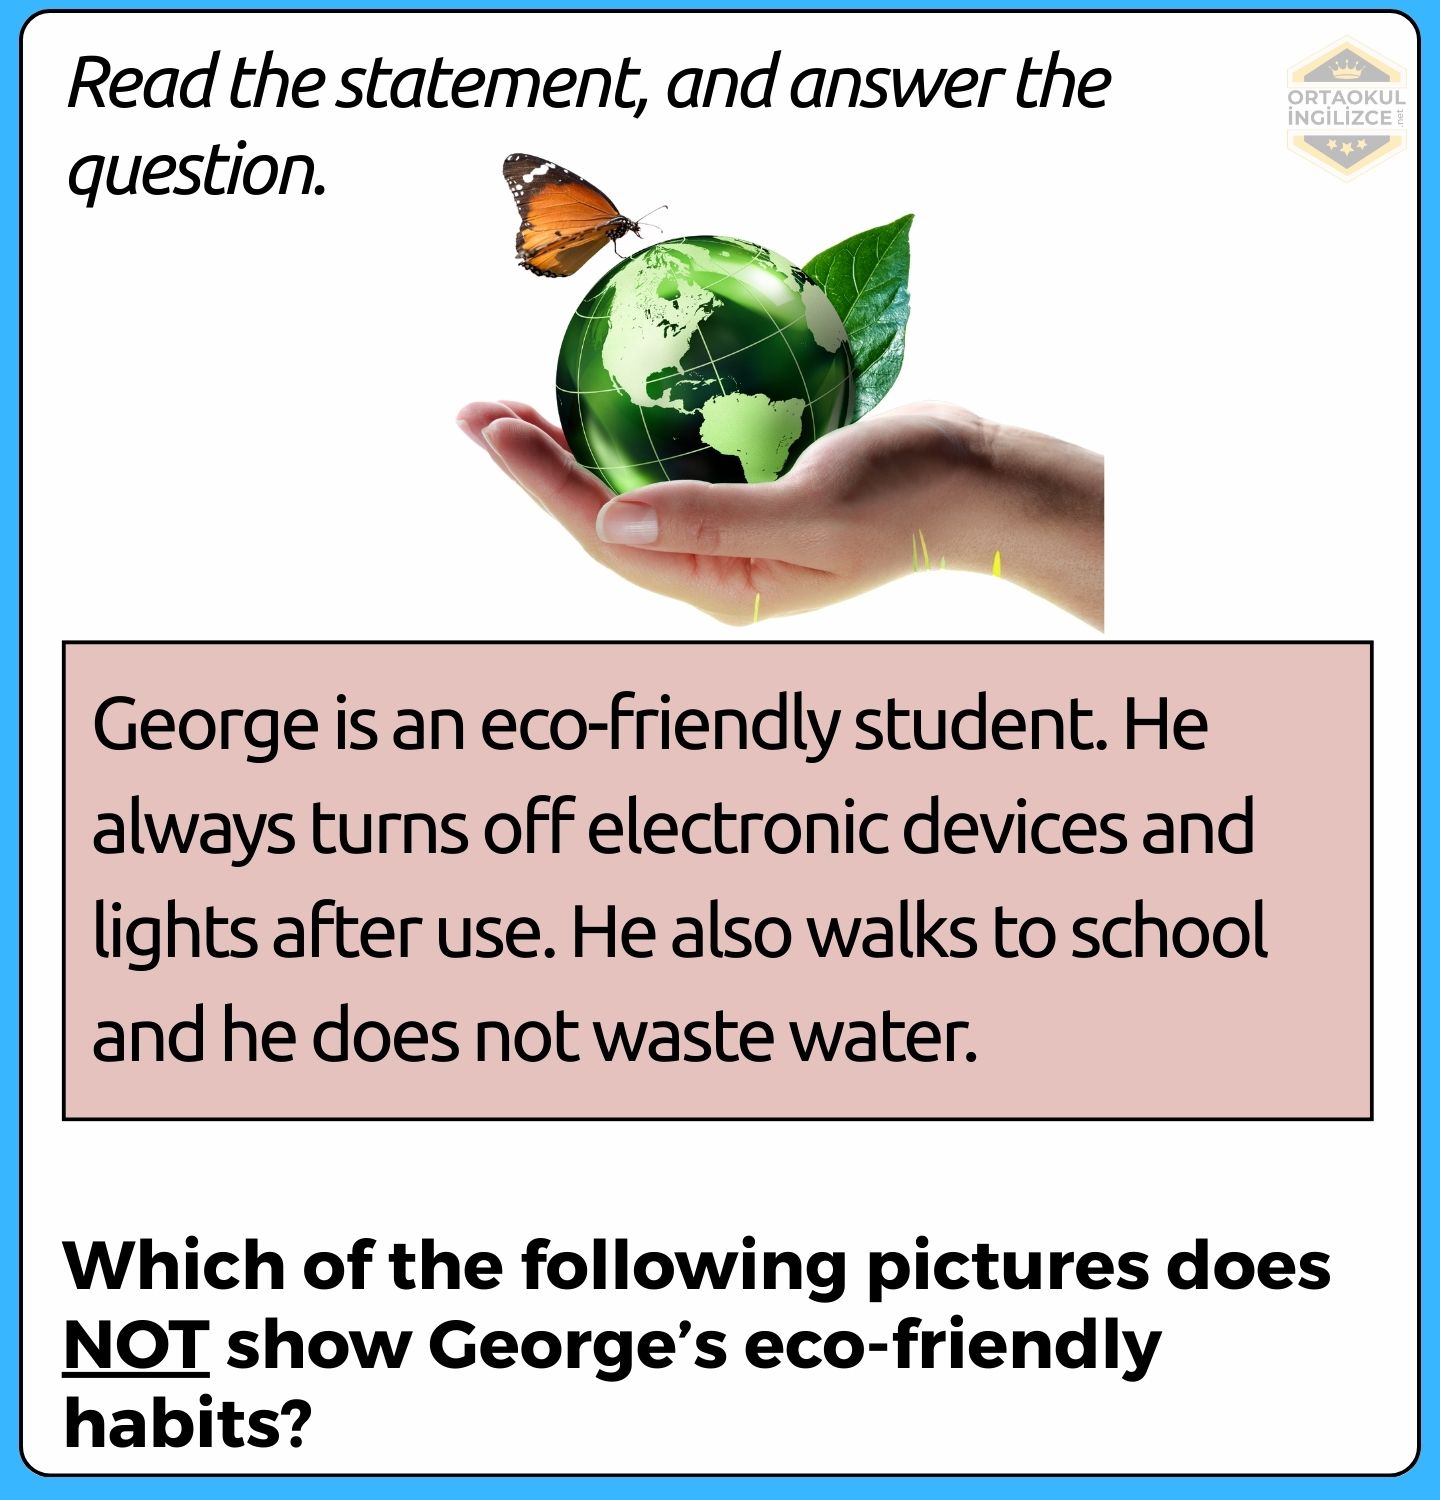 Read the statement, and answer the
question.
ORTAOKUL
İNGİLİZCE
.net
George is an eco-friendly student. He
always turns off electronic devices and
lights after use. He also walks to school
and he does not waste water.
Which of the following pictures does
NOT show George’s eco-friendly
habits?